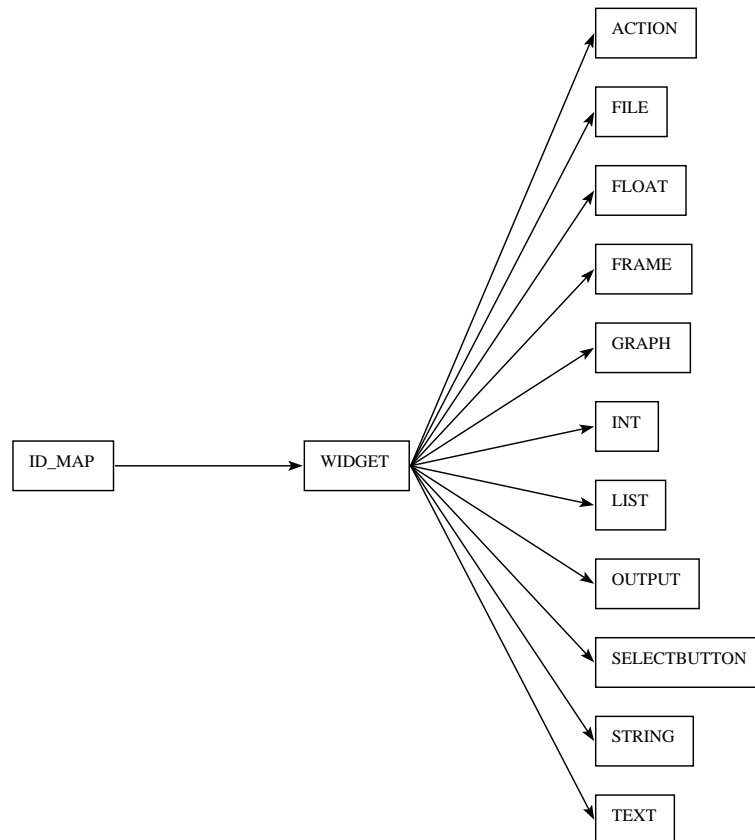 ACTION
FILE
FLOAT
FRAME
GRAPH
INT
ID_MAP
WIDGET
LIST
OUTPUT
SELECTBUTTON
STRING
TEXT